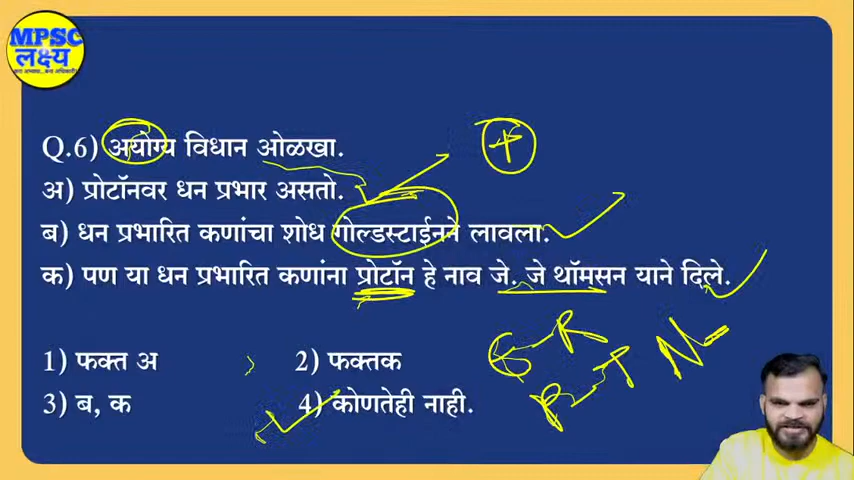 MPSC
लक्ष्य
Q.6) अयोग्य विधान ओळखा.
+
अ) प्रोटॉनवर धन प्रभार असतो.
ब) धन प्रभारित कणांचा शोध गोल्डस्टाईनने लावला.
क) पण या धन प्रभारित कणांना प्रोटॉन हे नाव जे. जे थॉमसन याने दिले.
1) फक्त अ
2) फक्तक
3) ब, क
4) कोणतेही नाही.